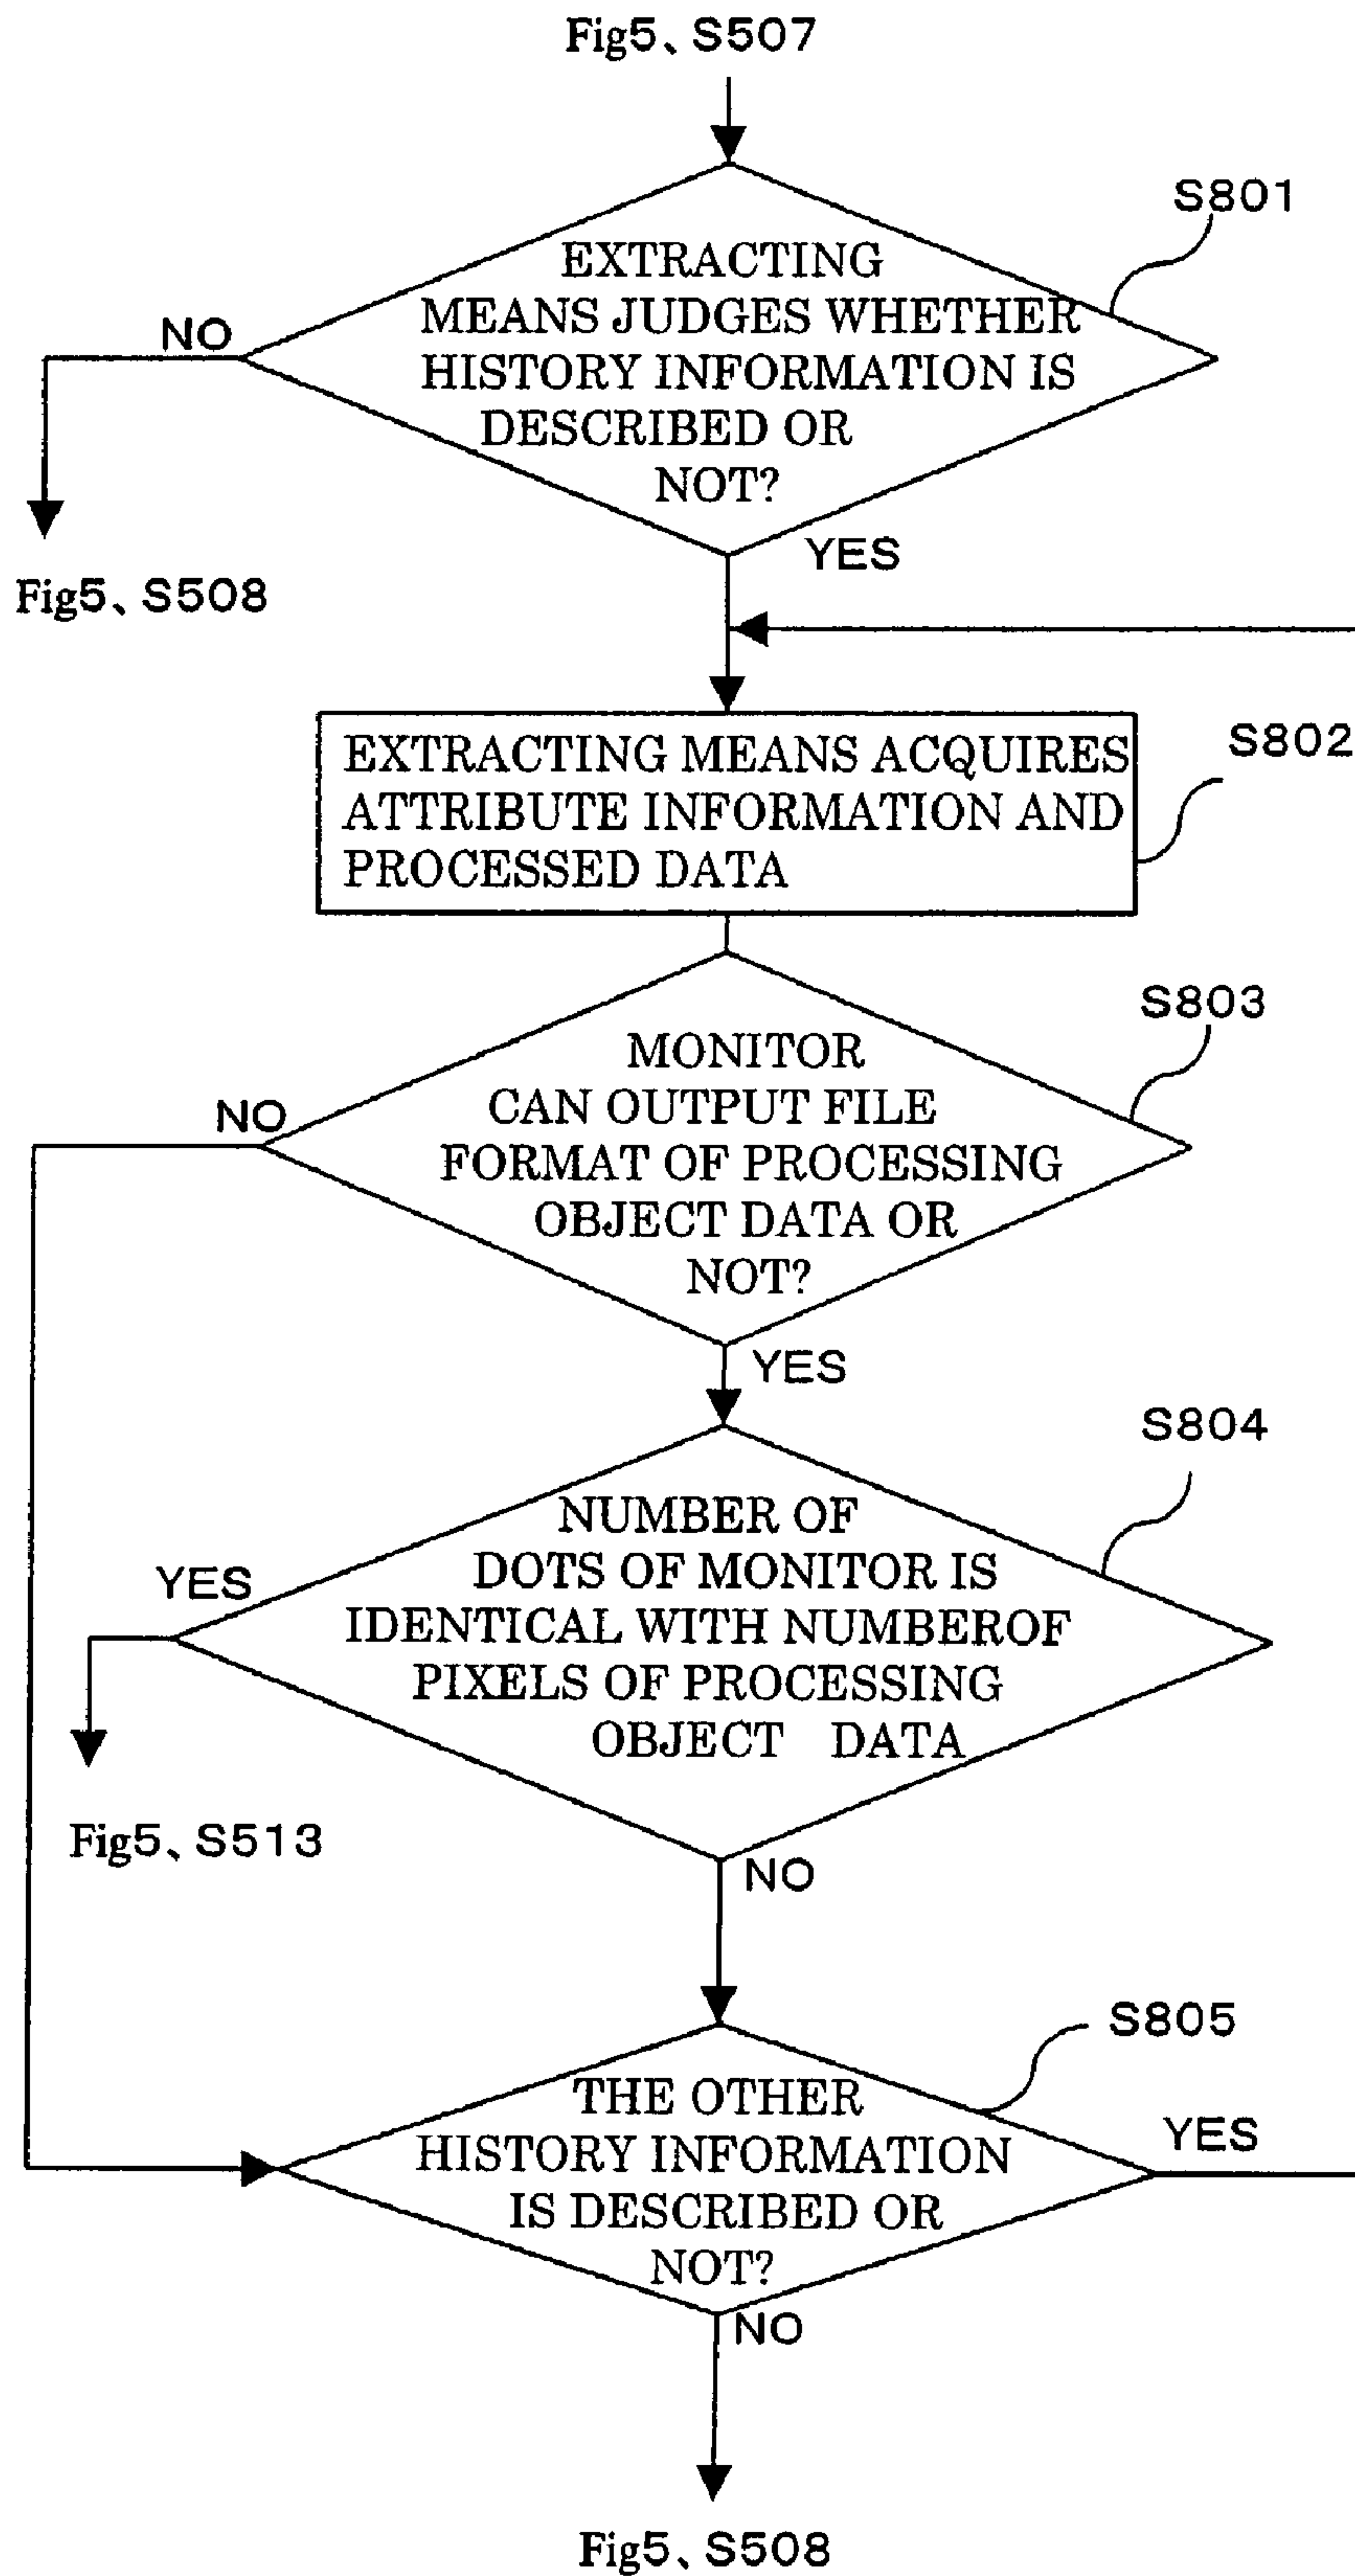 Fig5、S507
S801
EXTRACTING
MEANS JUDGES WHETHER
HISTORY INFORMATION IS
DESCRIBED OR
NOT?
NO
YES
Fig5、S508
S802
EXTRACTING MEANS ACQUIRES
ATTRIBUTE INFORMATION AND
PROCESSED DATA
S803
MONITOR
CAN OUTPUT FILE
FORMAT OF PROCESSING
OBJECT DATA OR
NOT?
NO
YES
S804
NUMBER OF
DOTS OF MONITOR IS
IDENTICAL WITH NUMBEROF
PIXELS OF PROCESSING
OBJECT DATA
YES
Fig5、S513
NO
S805
THE OTHER
HISTORY INFORMATION
IS DESCRIBED OR
NOT?
YES
NO
Fig5、S508